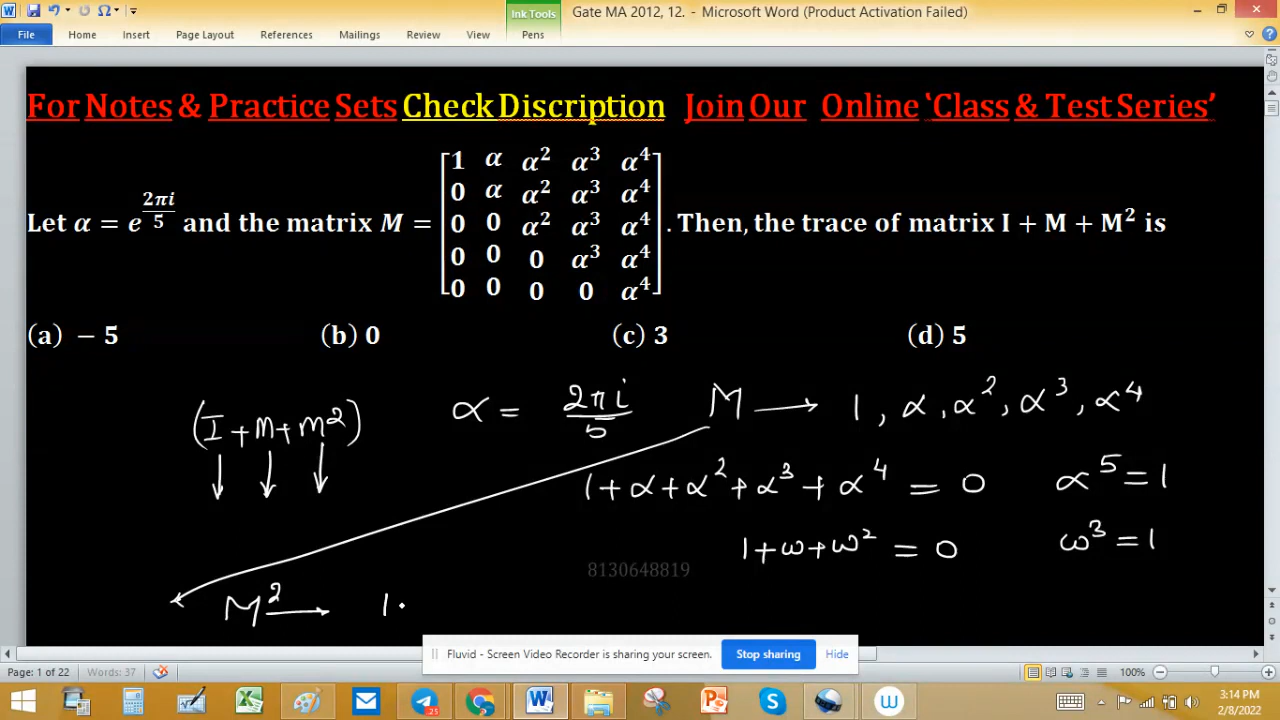 Gate MA 2012, 12. - Microsoft Word (Product Activation Failed)
Ink Tools
File Home Insert Page Layout References Mailings Review View Pens
For Notes & Practice Sets Check Discription Join Our Online ‘Class & Test Series’
Let α = e^(2πi/5) and the matrix M = [1 α α² α³ α⁴
0 α α² α³ α⁴
0 0 α² α³ α⁴
0 0 0 α³ α⁴
0 0 0 0 α⁴]. Then, the trace of matrix I + M + M² is
(a) − 5 (b) 0 (c) 3 (d) 5
(I + M + M²) α = 2πi/5 M → 1, α, α², α³, α⁴
1 + α + α² + α³ + α⁴ = 0 α⁵ = 1
1 + ω + ω² = 0 ω³ = 1
8130648819
M² → 1.
Fluvid - Screen Video Recorder is sharing your screen. Stop sharing Hide
Page: 1 of 22 Words: 37 100%
3:14 PM
2/8/2022